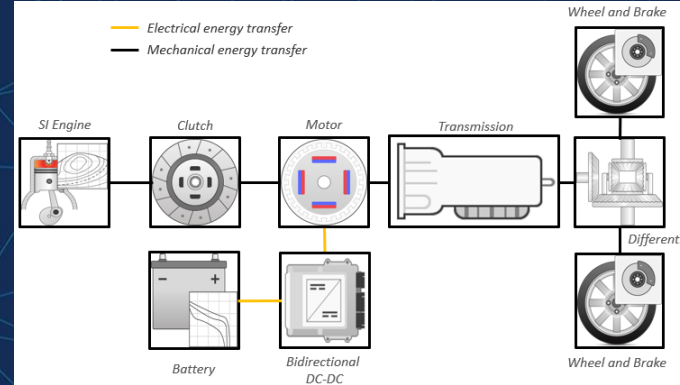 Wheel and Brake
Electrical energy transfer
Mechanical energy transfer
SI Engine
Clutch
Motor
Transmission
Different
Battery
Bidirectional
DC-DC
Wheel and Brake